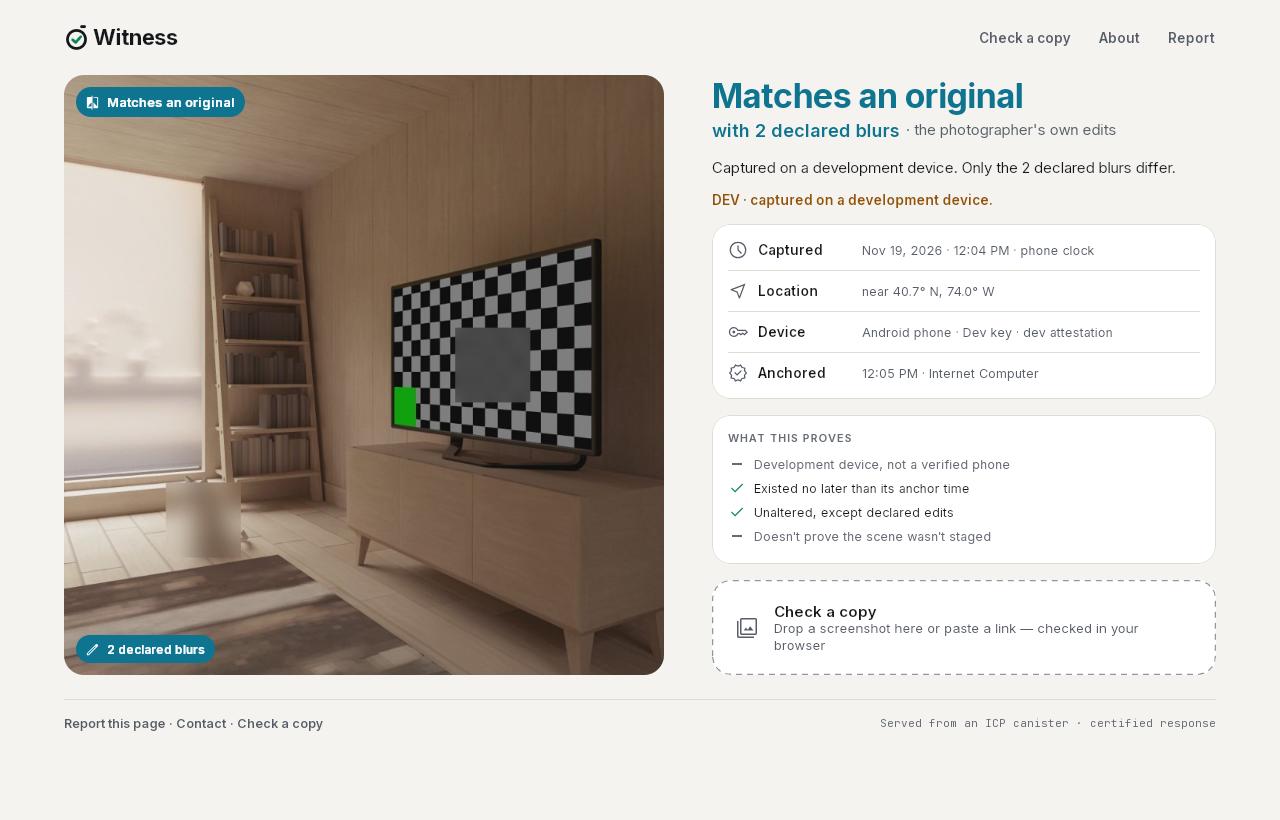 Witness
Check a copy
About
Report
Matches an original
2 declared blurs
Matches an original
with 2 declared blurs · the photographer's own edits
Captured on a development device. Only the 2 declared blurs differ.
DEV · captured on a development device.
Captured Nov 19, 2026 · 12:04 PM · phone clock
Location near 40.7° N, 74.0° W
Device Android phone · Dev key · dev attestation
Anchored 12:05 PM · Internet Computer
WHAT THIS PROVES
Development device, not a verified phone
Existed no later than its anchor time
Unaltered, except declared edits
Doesn't prove the scene wasn't staged
Check a copy
Drop a screenshot here or paste a link — checked in your
browser
Report this page · Contact · Check a copy
Served from an ICP canister · certified response